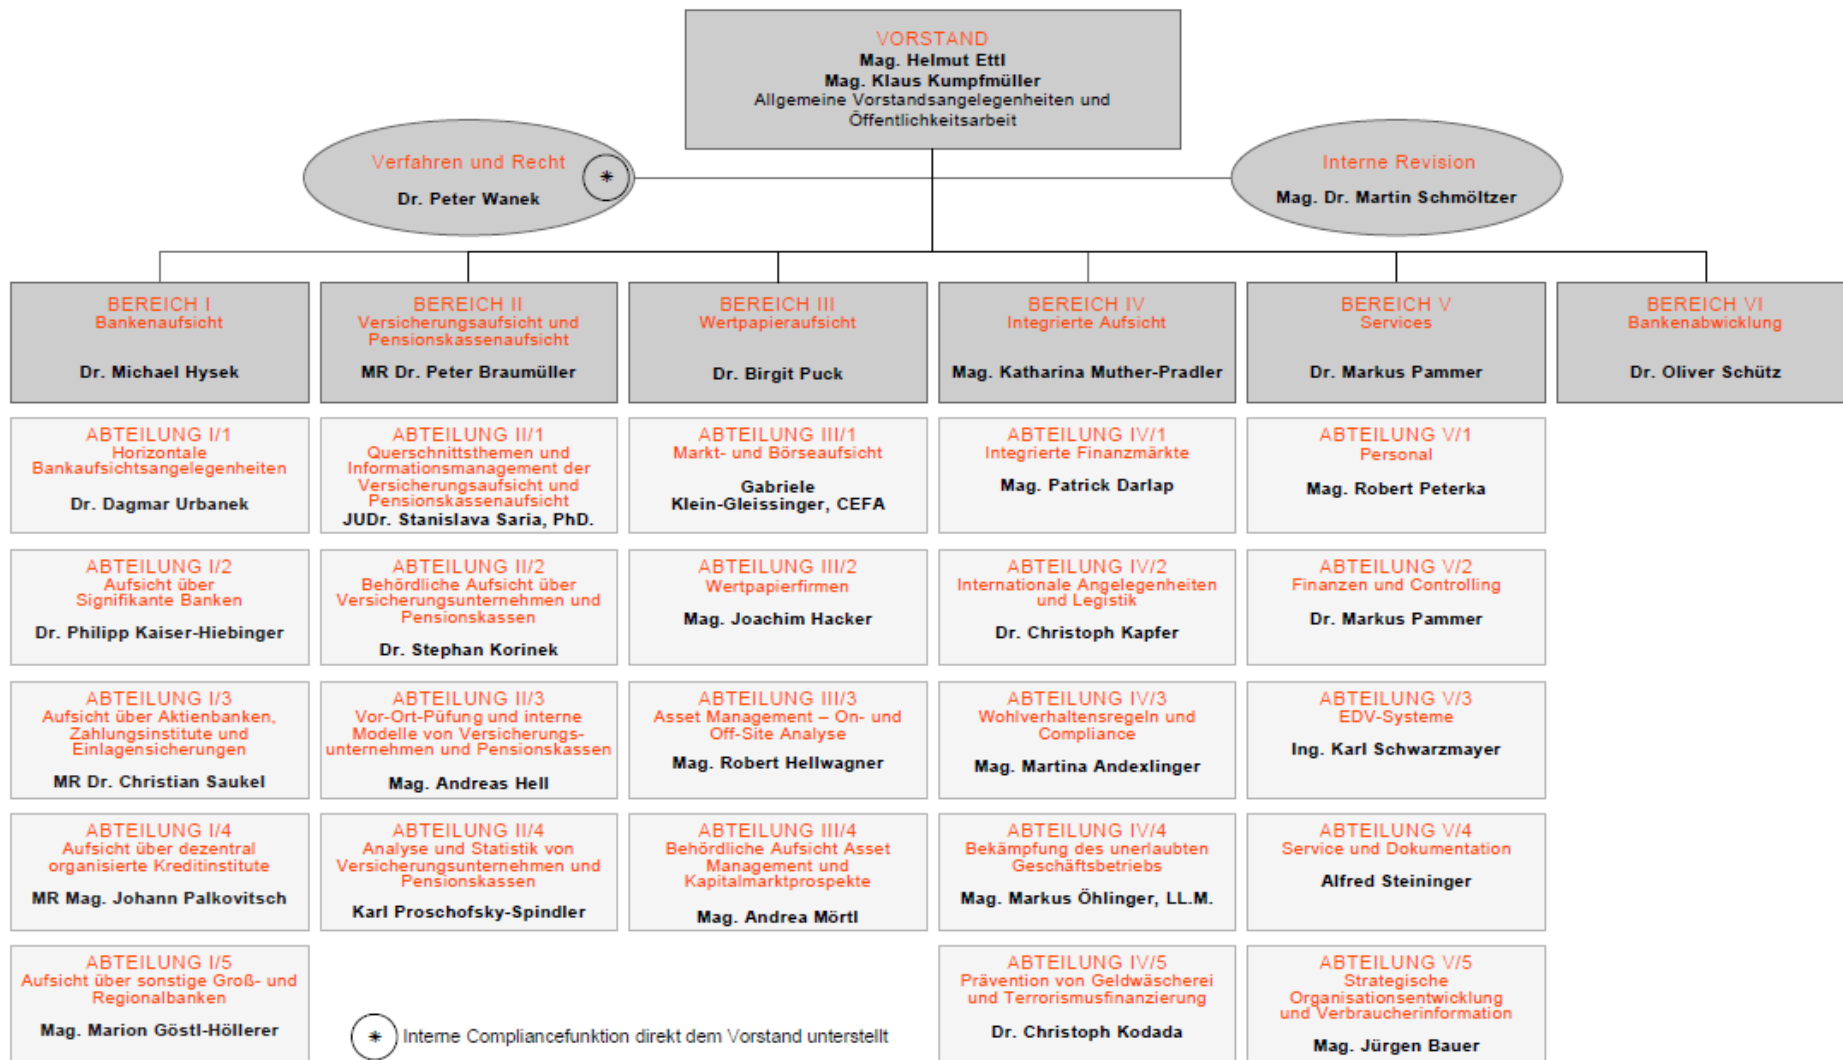 VORSTAND
Mag. Helmut Ettl
Mag. Klaus Kumpfmüller
Allgemeine Vorstandsangelegenheiten und
Öffentlichkeitsarbeit
Verfahren und Recht
*
Dr. Peter Wanek
Interne Revision
Mag. Dr. Martin Schmöltzer
BEREICH I
Bankenaufsicht
Dr. Michael Hysek
BEREICH II
Versicherungsaufsicht und
Pensionskassenaufsicht
MR Dr. Peter Braumüller
BEREICH III
Wertpapieraufsicht
Dr. Birgit Puck
BEREICH IV
Integrierte Aufsicht
Mag. Katharina Muther-Pradler
BEREICH V
Services
Dr. Markus Pammer
BEREICH VI
Bankenabwicklung
Dr. Oliver Schütz
ABTEILUNG I/1
Horizontale
Bankaufsichtsangelegenheiten
Dr. Dagmar Urbanek
ABTEILUNG II/1
Querschnittsthemen und
Informationsmanagement der
Versicherungsaufsicht und
Pensionskassenaufsicht
JUDr. Stanislava Saria, PhD.
ABTEILUNG III/1
Markt- und Börseaufsicht
Gabriele
Klein-Gleissinger, CEFA
ABTEILUNG IV/1
Integrierte Finanzmärkte
Mag. Patrick Darlap
ABTEILUNG V/1
Personal
Mag. Robert Peterka
ABTEILUNG I/2
Aufsicht über
Signifikante Banken
Dr. Philipp Kaiser-Hiebinger
ABTEILUNG II/2
Behördliche Aufsicht über
Versicherungsunternehmen und
Pensionskassen
Dr. Stephan Korinek
ABTEILUNG III/2
Wertpapierfirmen
Mag. Joachim Hacker
ABTEILUNG IV/2
Internationale Angelegenheiten
und Legistik
Dr. Christoph Kapfer
ABTEILUNG V/2
Finanzen und Controlling
Dr. Markus Pammer
ABTEILUNG I/3
Aufsicht über Aktienbanken,
Zahlungsinstitute und
Einlagensicherungen
MR Dr. Christian Saukel
ABTEILUNG II/3
Vor-Ort-Püfung und interne
Modelle von Versicherungs-
unternehmen und Pensionskassen
Mag. Andreas Hell
ABTEILUNG III/3
Asset Management – On- und
Off-Site Analyse
Mag. Robert Hellwagner
ABTEILUNG IV/3
Wohlverhaltensregeln und
Compliance
Mag. Martina Andexlinger
ABTEILUNG V/3
EDV-Systeme
Ing. Karl Schwarzmayer
ABTEILUNG I/4
Aufsicht über dezentral
organisierte Kreditinstitute
MR Mag. Johann Palkovitsch
ABTEILUNG II/4
Analyse und Statistik von
Versicherungsunternehmen und
Pensionskassen
Karl Proschofsky-Spindler
ABTEILUNG III/4
Behördliche Aufsicht Asset
Management und
Kapitalmarktprospekte
Mag. Andrea Mörtl
ABTEILUNG IV/4
Bekämpfung des unerlaubten
Geschäftsbetriebs
Mag. Markus Öhlinger, LL.M.
ABTEILUNG V/4
Service und Dokumentation
Alfred Steininger
ABTEILUNG I/5
Aufsicht über sonstige Groß- und
Regionalbanken
Mag. Marion Göstl-Höllerer
ABTEILUNG IV/5
Prävention von Geldwäscherei
und Terrorismusfinanzierung
Dr. Christoph Kodada
ABTEILUNG V/5
Strategische
Organisationsentwicklung
und Verbraucherinformation
Mag. Jürgen Bauer
* Interne Compliancefunktion direkt dem Vorstand unterstellt